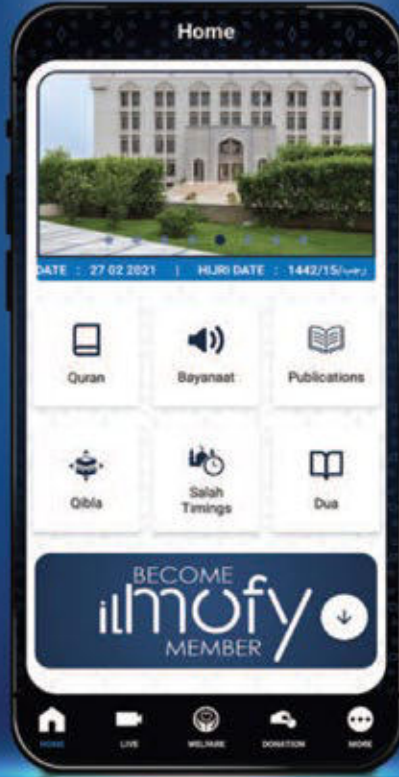 Home
DATE : 27 02 2021 | HIJRI DATE : 1442/15/رجب
Quran
Bayanaat
Publications
Qibla
Salah
Timings
Dua
BECOME
ilmofy
MEMBER
HOME
LIVE
WELFARE
DONATION
MORE